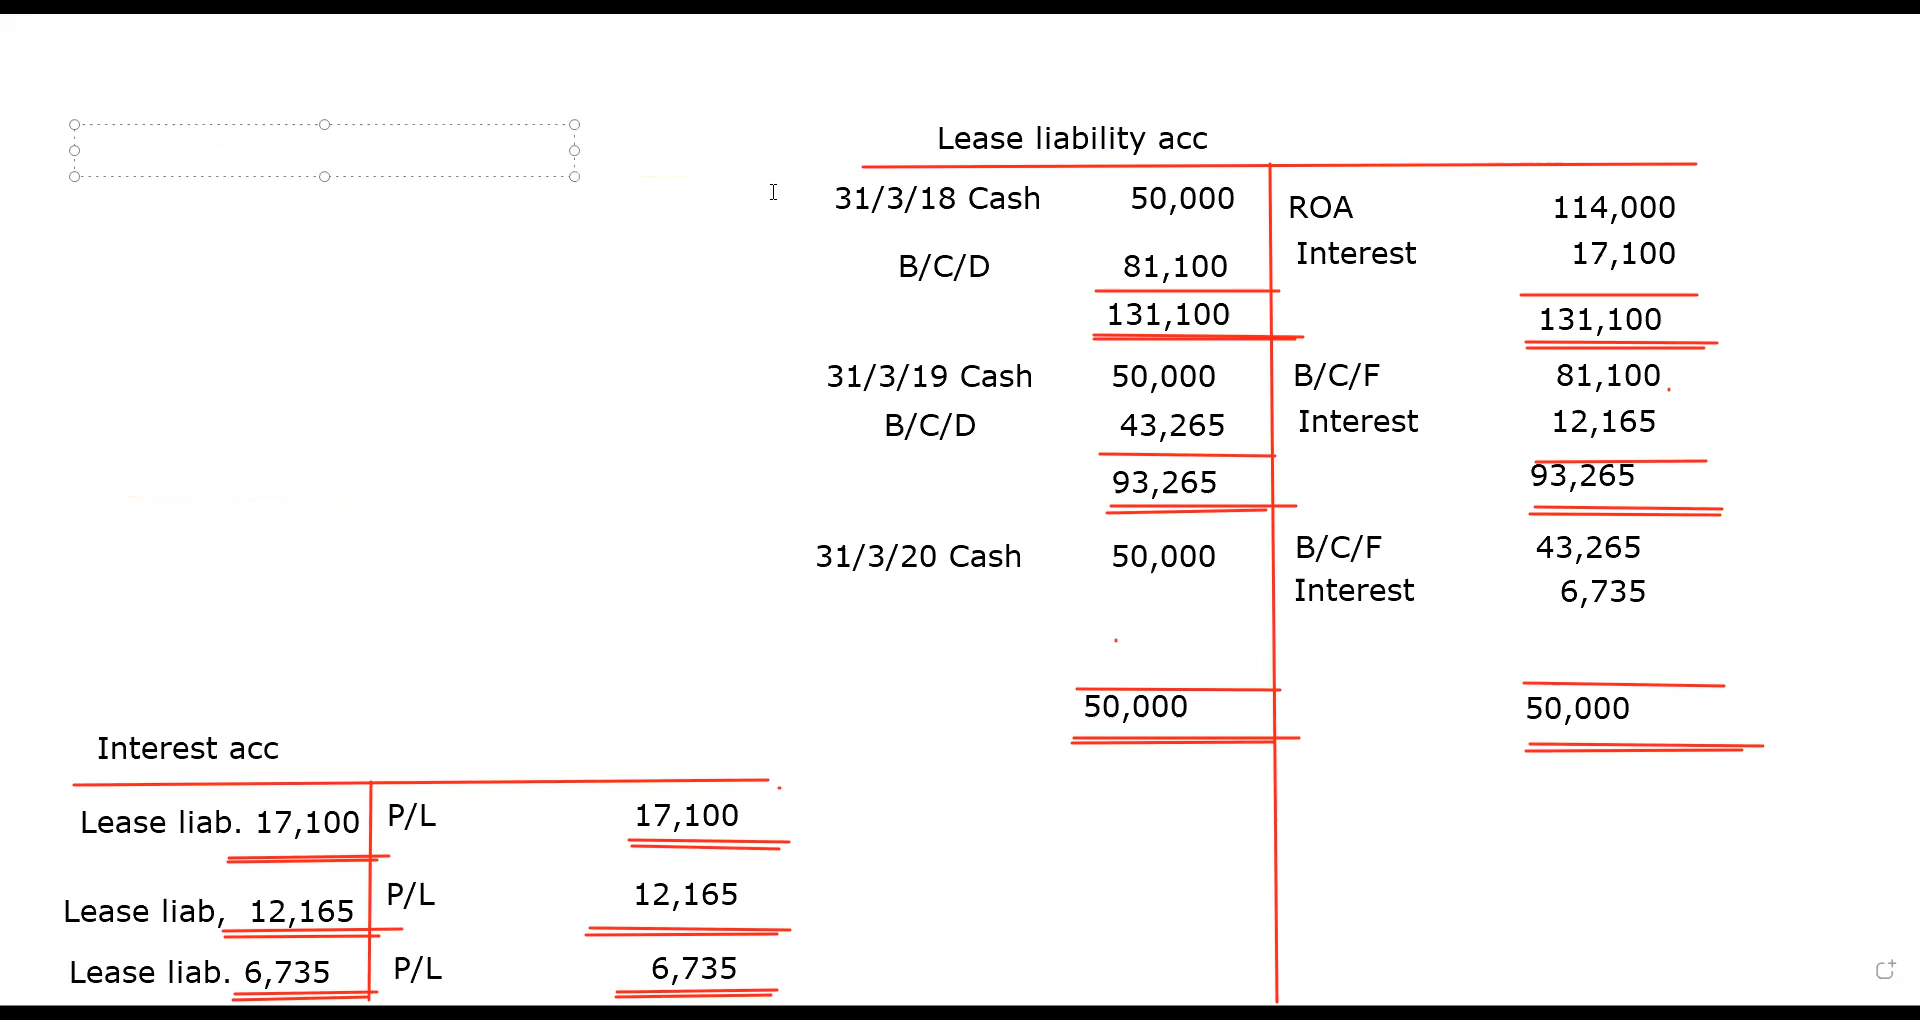 Lease liability acc
31/3/18 Cash 50,000 ROA 114,000
Interest 17,100
B/C/D 81,100
131,100 131,100
31/3/19 Cash 50,000 B/C/F 81,100
B/C/D 43,265 Interest 12,165
93,265 93,265
31/3/20 Cash 50,000 B/C/F 43,265
Interest 6,735
50,000 50,000
Interest acc
Lease liab. 17,100 P/L 17,100
Lease liab, 12,165 P/L 12,165
Lease liab. 6,735 P/L 6,735